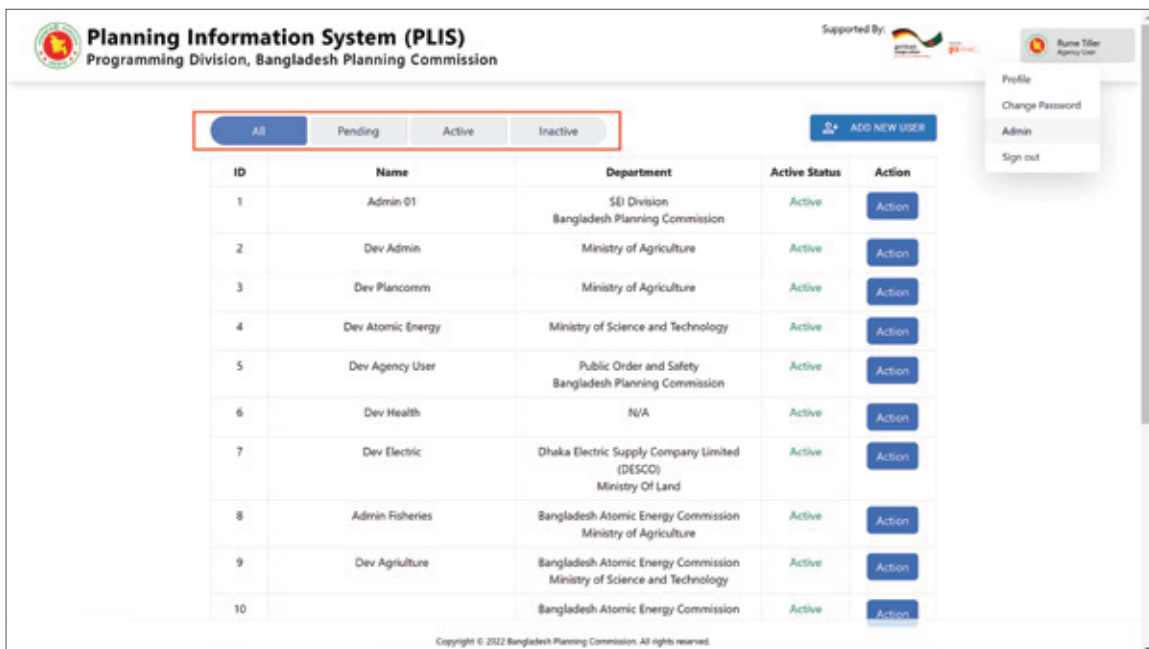 Planning Information System (PLIS)
Programming Division, Bangladesh Planning Commission
Supported By:
Rume Tiller
Agency User
Profile
Change Password
Admin
Sign out
All Pending Active Inactive
ADD NEW USER
ID Name Department Active Status Action
1 Admin 01 SEI Division Active Action
Bangladesh Planning Commission
2 Dev Admin Ministry of Agriculture Active Action
3 Dev Plancomm Ministry of Agriculture Active Action
4 Dev Atomic Energy Ministry of Science and Technology Active Action
5 Dev Agency User Public Order and Safety Active Action
Bangladesh Planning Commission
6 Dev Health N/A Active Action
7 Dev Electric Dhaka Electric Supply Company Limited Active Action
(DESCO)
Ministry Of Land
8 Admin Fisheries Bangladesh Atomic Energy Commission Active Action
Ministry of Agriculture
9 Dev Agriulture Bangladesh Atomic Energy Commission Active Action
Ministry of Science and Technology
10 Bangladesh Atomic Energy Commission Active Action
Copyright © 2022 Bangladesh Planning Commission. All rights reserved.